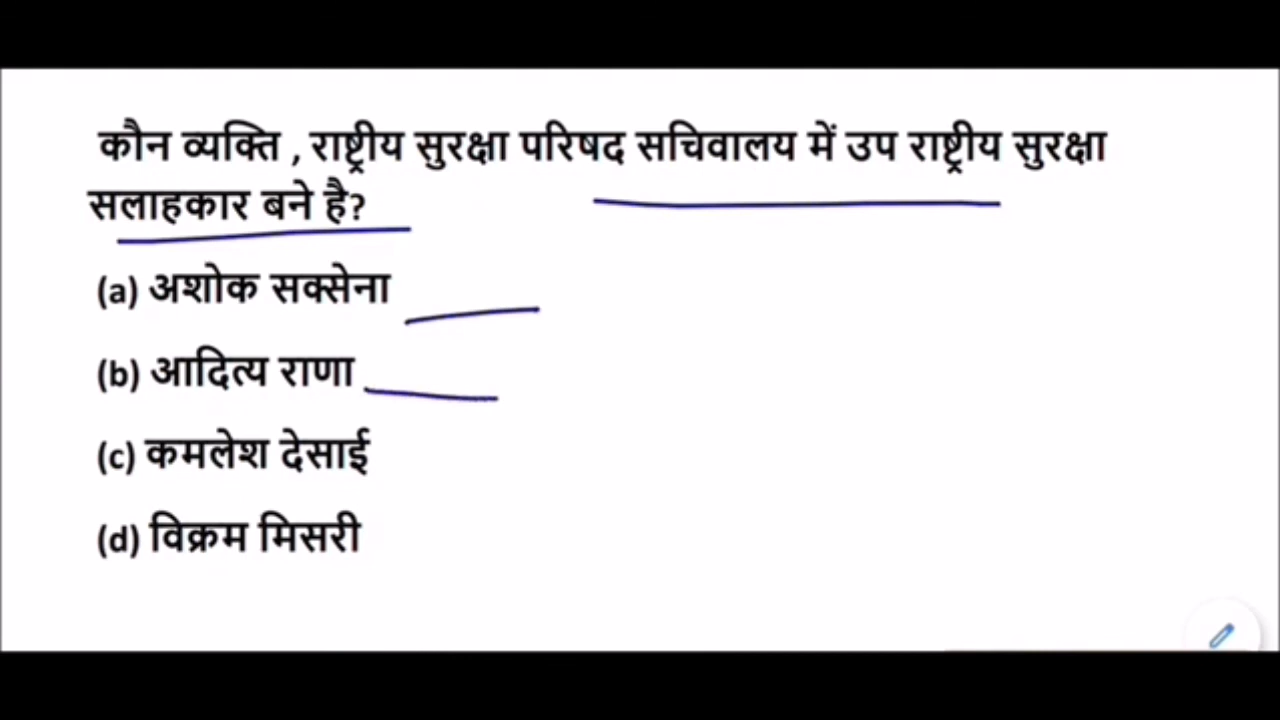 कौन व्यक्ति , राष्ट्रीय सुरक्षा परिषद सचिवालय में उप राष्ट्रीय सुरक्षा
सलाहकार बने है?
(a) अशोक सक्सेना
(b) आदित्य राणा
(c) कमलेश देसाई
(d) विक्रम मिसरी